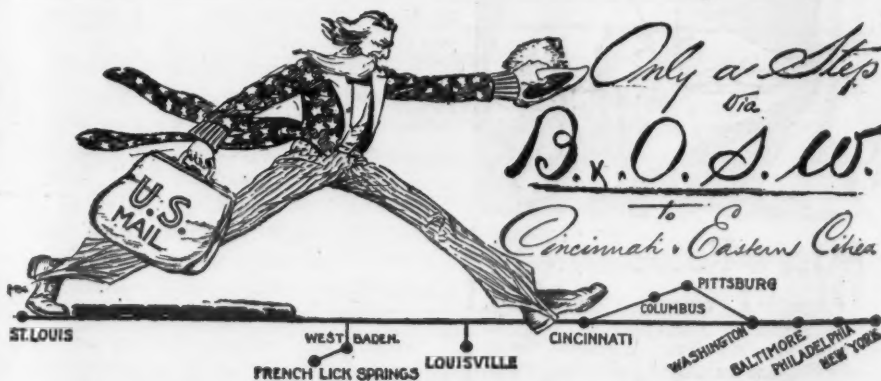 Only a Step
Via
B. & O. S. W.
to
Cincinnati & Eastern Cities
U.S.
MAIL
ST. LOUIS
WEST BADEN.
FRENCH LICK SPRINGS
LOUISVILLE
CINCINNATI
COLUMBUS
PITTSBURG
WASHINGTON
BALTIMORE
PHILADELPHIA
NEW YORK